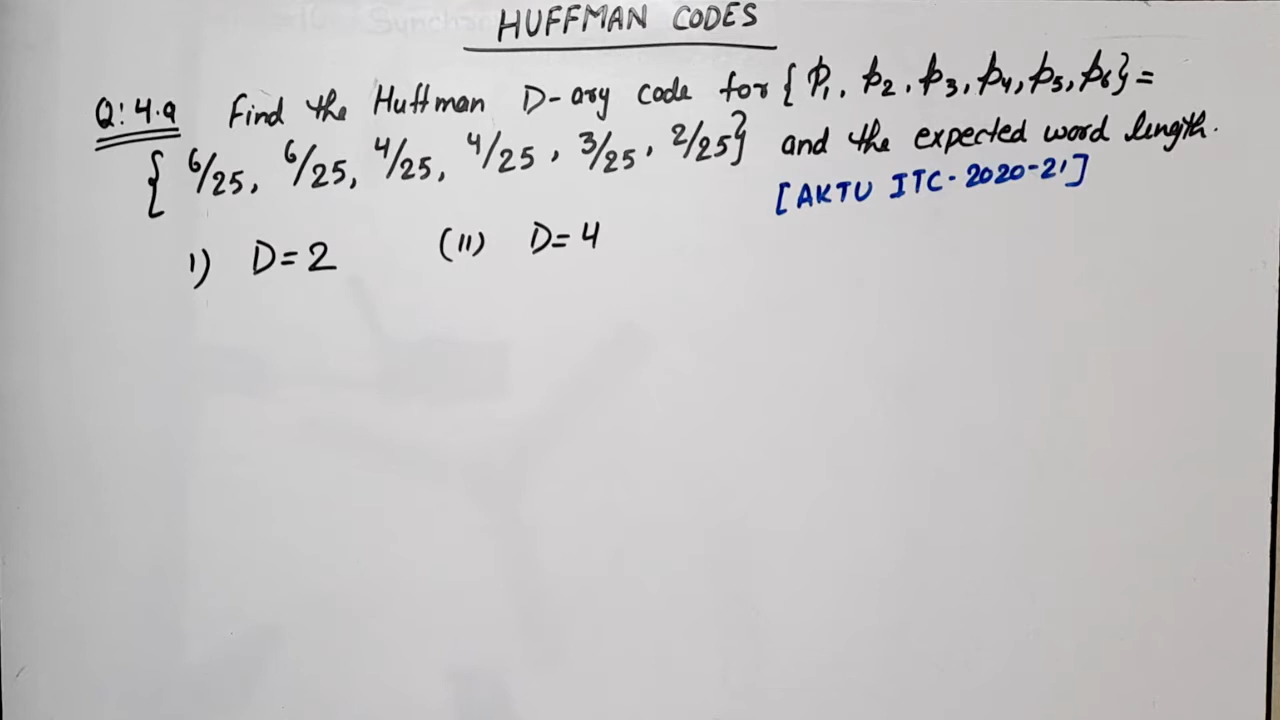 HUFFMAN CODES
Q: 4.a Find the Huffman D-ary code for {p₁, p₂, p₃, p₄, p₅, p₆} =
{6/25, 6/25, 4/25, 4/25, 3/25, 2/25} and the expected word length.
[AKTU ITC-2020-21]
i) D=2 (ii) D=4